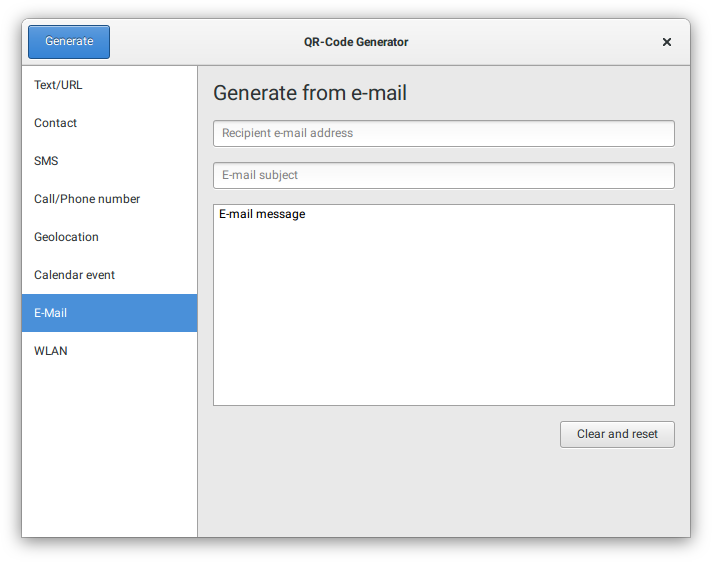 Generate
QR-Code Generator
Text/URL
Contact
SMS
Call/Phone number
Geolocation
Calendar event
E-Mail
WLAN
Generate from e-mail
Recipient e-mail address
E-mail subject
E-mail message
Clear and reset